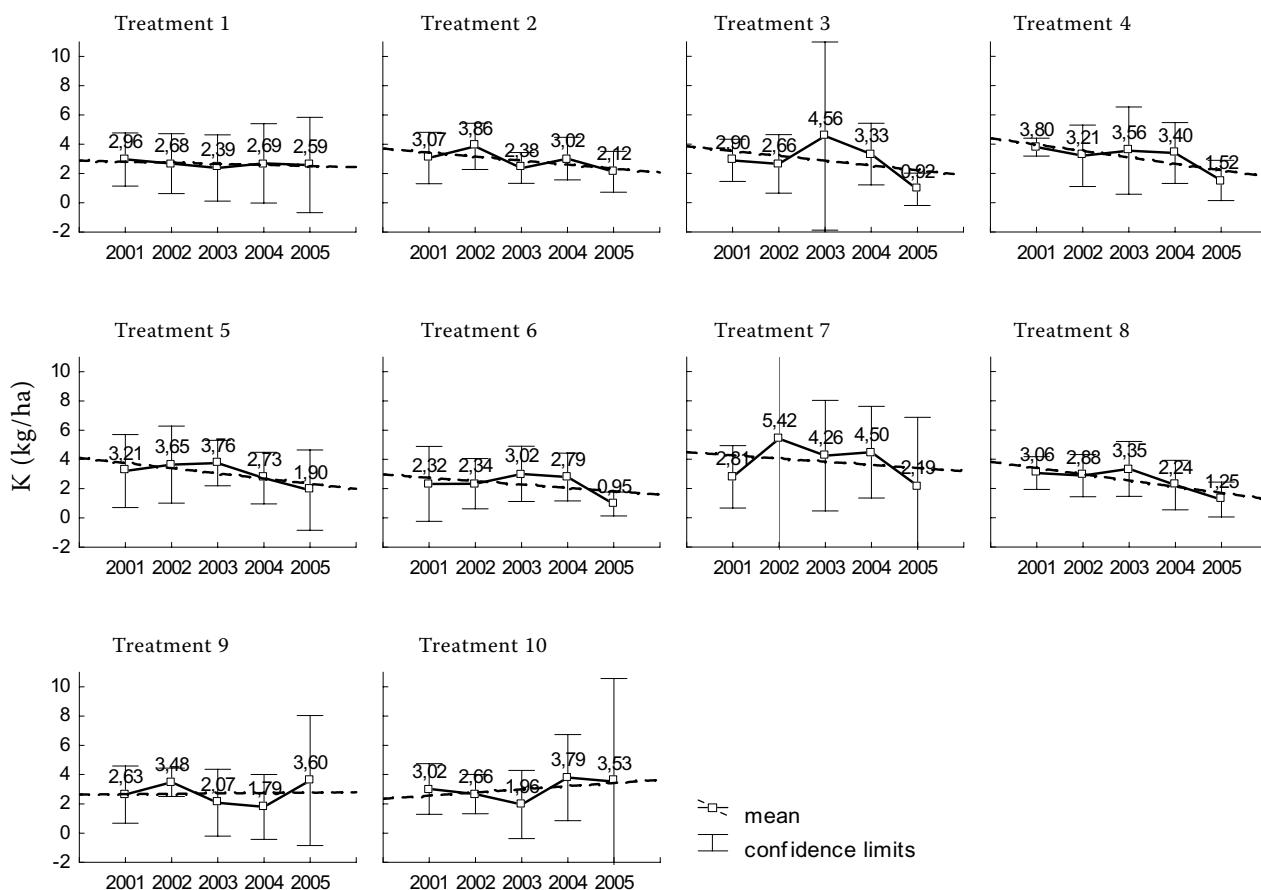 Treatment 1
Treatment 2
Treatment 3
Treatment 4
10
8
6
4
2
0
-2
2,96 2,68 2,39 2,69 2,59
3,07 3,86 2,38 3,02 2,12
2,90 2,66 4,56 3,33 0,92
3,80 3,21 3,56 3,40 1,52
2001 2002 2003 2004 2005
2001 2002 2003 2004 2005
2001 2002 2003 2004 2005
2001 2002 2003 2004 2005
Treatment 5
Treatment 6
Treatment 7
Treatment 8
K (kg/ha)
10
8
6
4
2
0
-2
3,21 3,65 3,76 2,73 1,90
2,32 2,34 3,02 2,79 0,95
2,81 5,42 4,26 4,50 2,19
3,06 2,88 3,35 2,24 1,25
2001 2002 2003 2004 2005
2001 2002 2003 2004 2005
2001 2002 2003 2004 2005
2001 2002 2003 2004 2005
Treatment 9
Treatment 10
10
8
6
4
2
0
-2
2,63 3,48 2,07 1,79 3,60
3,02 2,66 1,96 3,79 3,53
2001 2002 2003 2004 2005
2001 2002 2003 2004 2005
mean
confidence limits